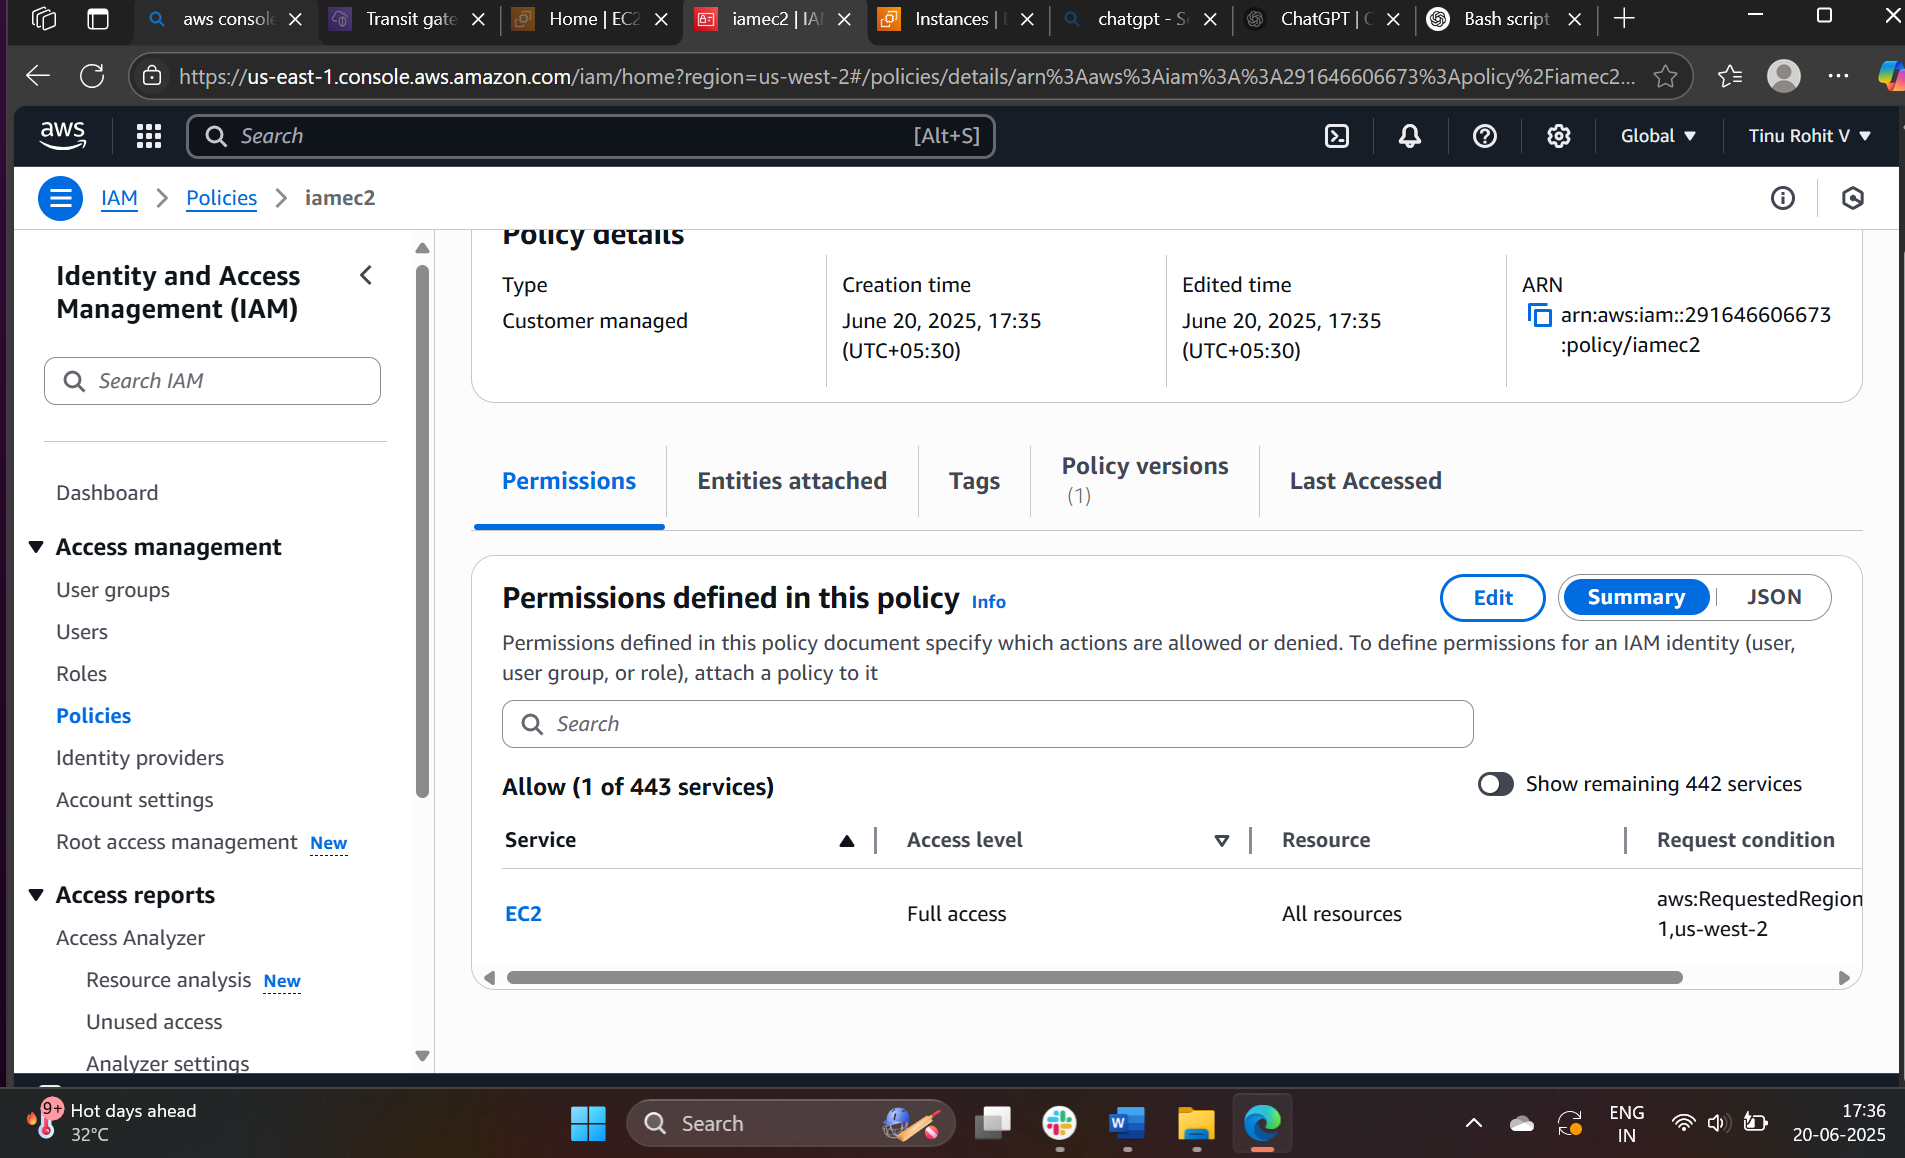 aws console
Transit gate
Home | EC2
iamec2 | IA
Instances |
chatgpt - Se
ChatGPT | C
Bash script
https://us-east-1.console.aws.amazon.com/iam/home?region=us-west-2#/policies/details/arn%3Aaws%3Aiam%3A%3A291646606673%3Apolicy%2Fiamec2...
aws
Search
[Alt+S]
Global
Tinu Rohit V
IAM
Policies
iamec2
Identity and Access
Management (IAM)
Search IAM
Dashboard
Access management
User groups
Users
Roles
Policies
Identity providers
Account settings
Root access management New
Access reports
Access Analyzer
Resource analysis New
Unused access
Analyzer settings
Policy details
Type
Customer managed
Creation time
June 20, 2025, 17:35
(UTC+05:30)
Edited time
June 20, 2025, 17:35
(UTC+05:30)
ARN
arn:aws:iam::291646606673
:policy/iamec2
Permissions
Entities attached
Tags
Policy versions
(1)
Last Accessed
Permissions defined in this policy Info
Edit
Summary
JSON
Permissions defined in this policy document specify which actions are allowed or denied. To define permissions for an IAM identity (user,
user group, or role), attach a policy to it
Search
Allow (1 of 443 services)
Show remaining 442 services
Service
Access level
Resource
Request condition
EC2
Full access
All resources
aws:RequestedRegion
1,us-west-2
9+
Hot days ahead
32°C
Search
ENG
IN
17:36
20-06-2025